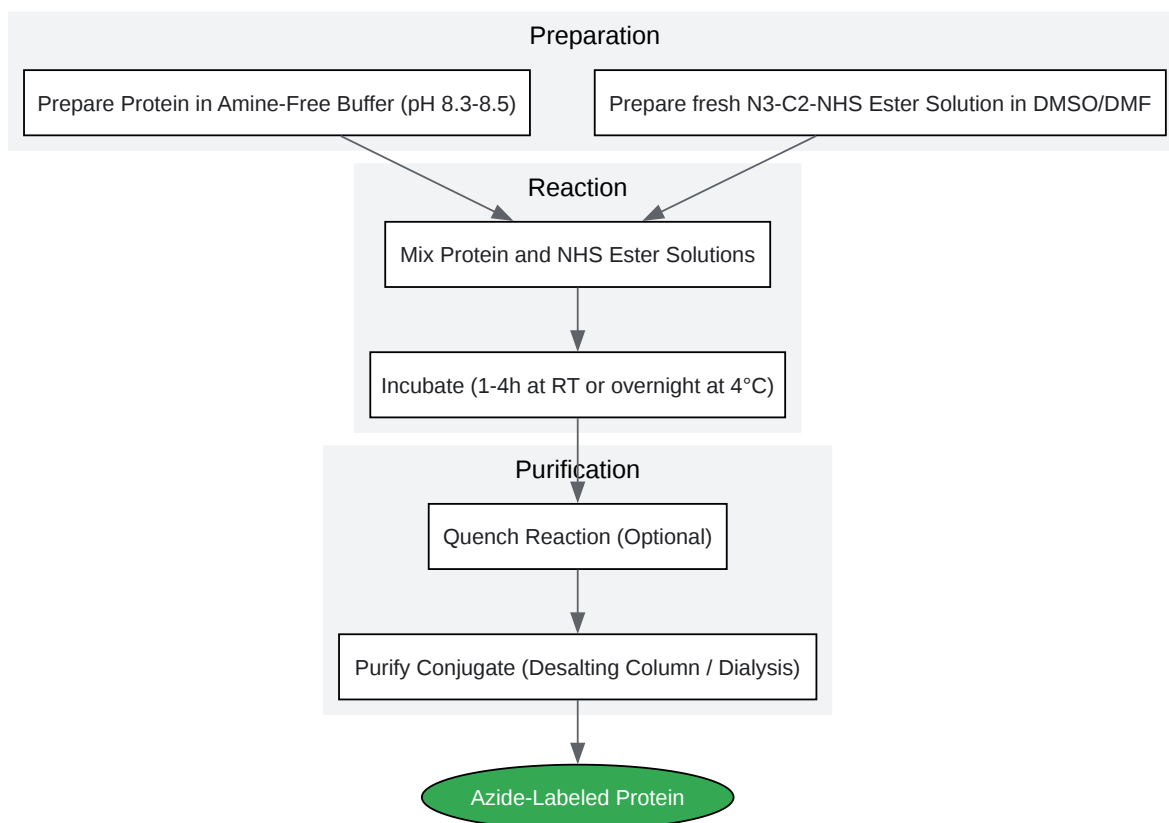 Preparation
Prepare Protein in Amine-Free Buffer (pH 8.3-8.5)
Prepare fresh N3-C2-NHS Ester Solution in DMSO/DMF
Reaction
Mix Protein and NHS Ester Solutions
Incubate (1-4h at RT or overnight at 4°C)
Purification
Quench Reaction (Optional)
Purify Conjugate (Desalting Column / Dialysis)
Azide-Labeled Protein